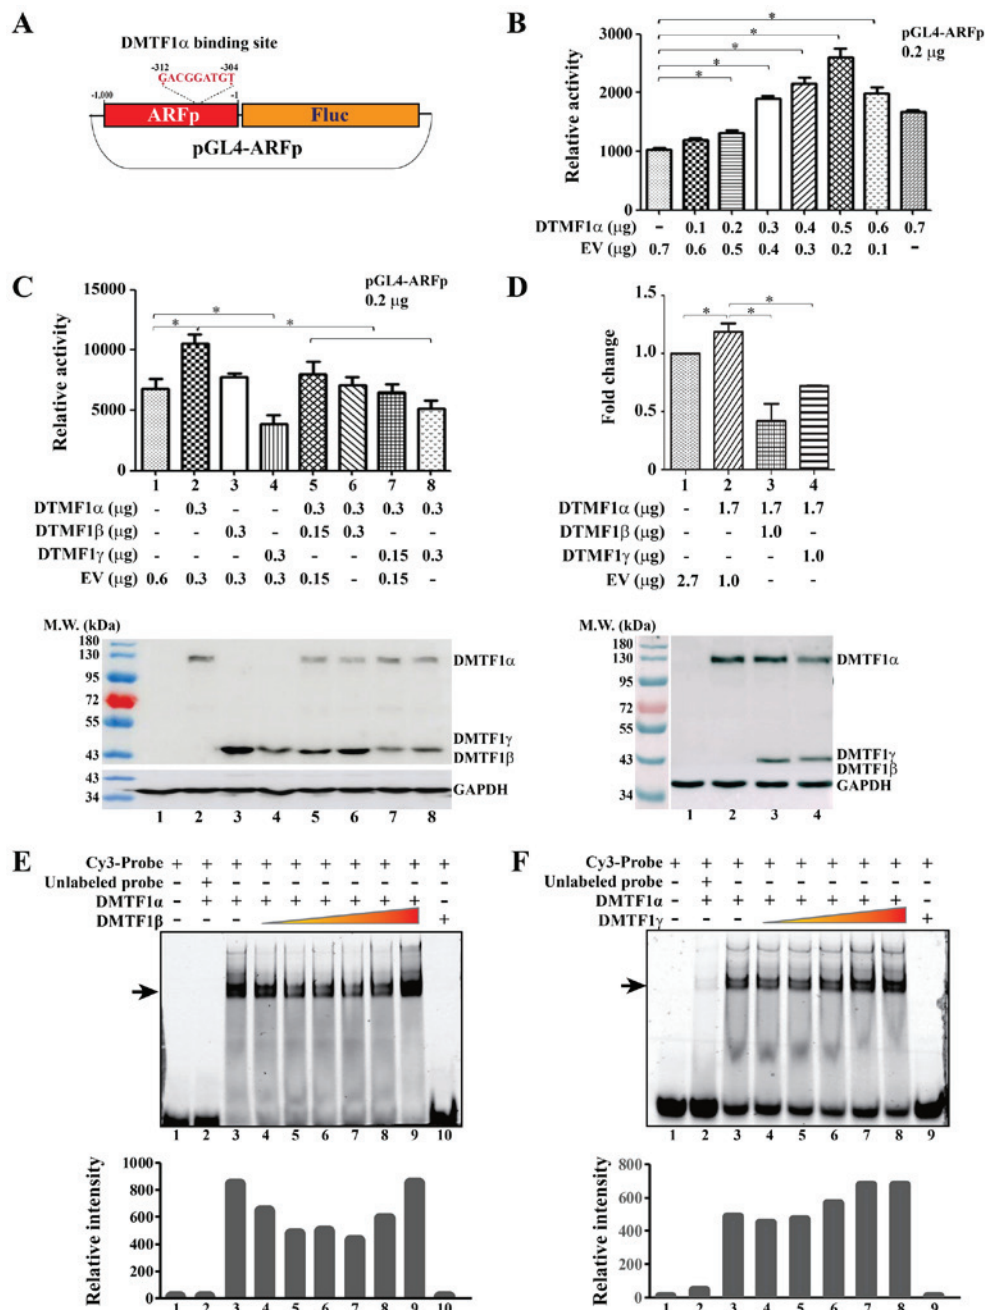 A
DMTF1α binding site
-312 -304
GACGGATGT
-1,000 -1
ARFp Fluc
pGL4-ARFp
B
pGL4-ARFp
0.2 μg
Relative activity
3000
2000
1000
0
* * * * *
DTMF1α (μg) - 0.1 0.2 0.3 0.4 0.5 0.6 0.7
EV (μg) 0.7 0.6 0.5 0.4 0.3 0.2 0.1 -
C
pGL4-ARFp
0.2 μg
Relative activity
15000
10000
5000
0
* * *
1 2 3 4 5 6 7 8
DTMF1α (μg) - 0.3 - - 0.3 0.3 0.3 0.3
DTMF1β (μg) - - 0.3 - 0.15 0.3 - -
DTMF1γ (μg) - - - 0.3 - - 0.15 0.3
EV (μg) 0.6 0.3 0.3 0.3 0.15 - 0.15 -
M.W. (kDa)
180
130
95
72
55
43
43
34
DMTF1α
DMTF1γ
DMTF1β
GAPDH
1 2 3 4 5 6 7 8
D
Fold change
1.5
1.0
0.5
0
* * *
1 2 3 4
DTMF1α (μg) - 1.7 1.7 1.7
DTMF1β (μg) - - 1.0 -
DTMF1γ (μg) - - - 1.0
EV (μg) 2.7 1.0 - -
M.W. (kDa)
180
130
95
72
55
43
34
DMTF1α
DMTF1γ
DMTF1β
GAPDH
1 2 3 4
E
Cy3-Probe + + + + + + + + + +
Unlabeled probe - + - - - - - - - -
DMTF1α - + + + + + + + + -
DMTF1β - - - +
1 2 3 4 5 6 7 8 9 10
Relative intensity
1000
800
600
400
200
0
1 2 3 4 5 6 7 8 9 10
F
Cy3-Probe + + + + + + + + +
Unlabeled probe - + - - - - - - -
DMTF1α - + + + + + + + -
DMTF1γ - - - +
1 2 3 4 5 6 7 8 9
Relative intensity
800
600
400
200
0
1 2 3 4 5 6 7 8 9